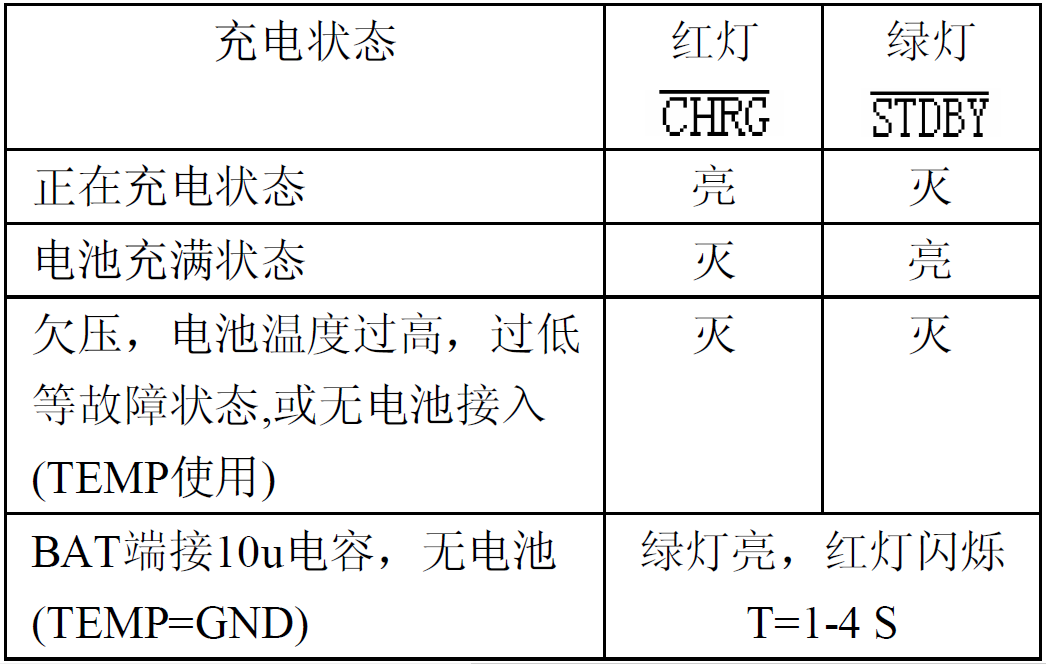 充电状态 红灯 绿灯
CHRG STDBY
正在充电状态 亮 灭
电池充满状态 灭 亮
欠压，电池温度过高，过低 灭 灭
等故障状态,或无电池接入
(TEMP使用)
BAT端接10u电容，无电池 绿灯亮，红灯闪烁
(TEMP=GND) T=1-4 S